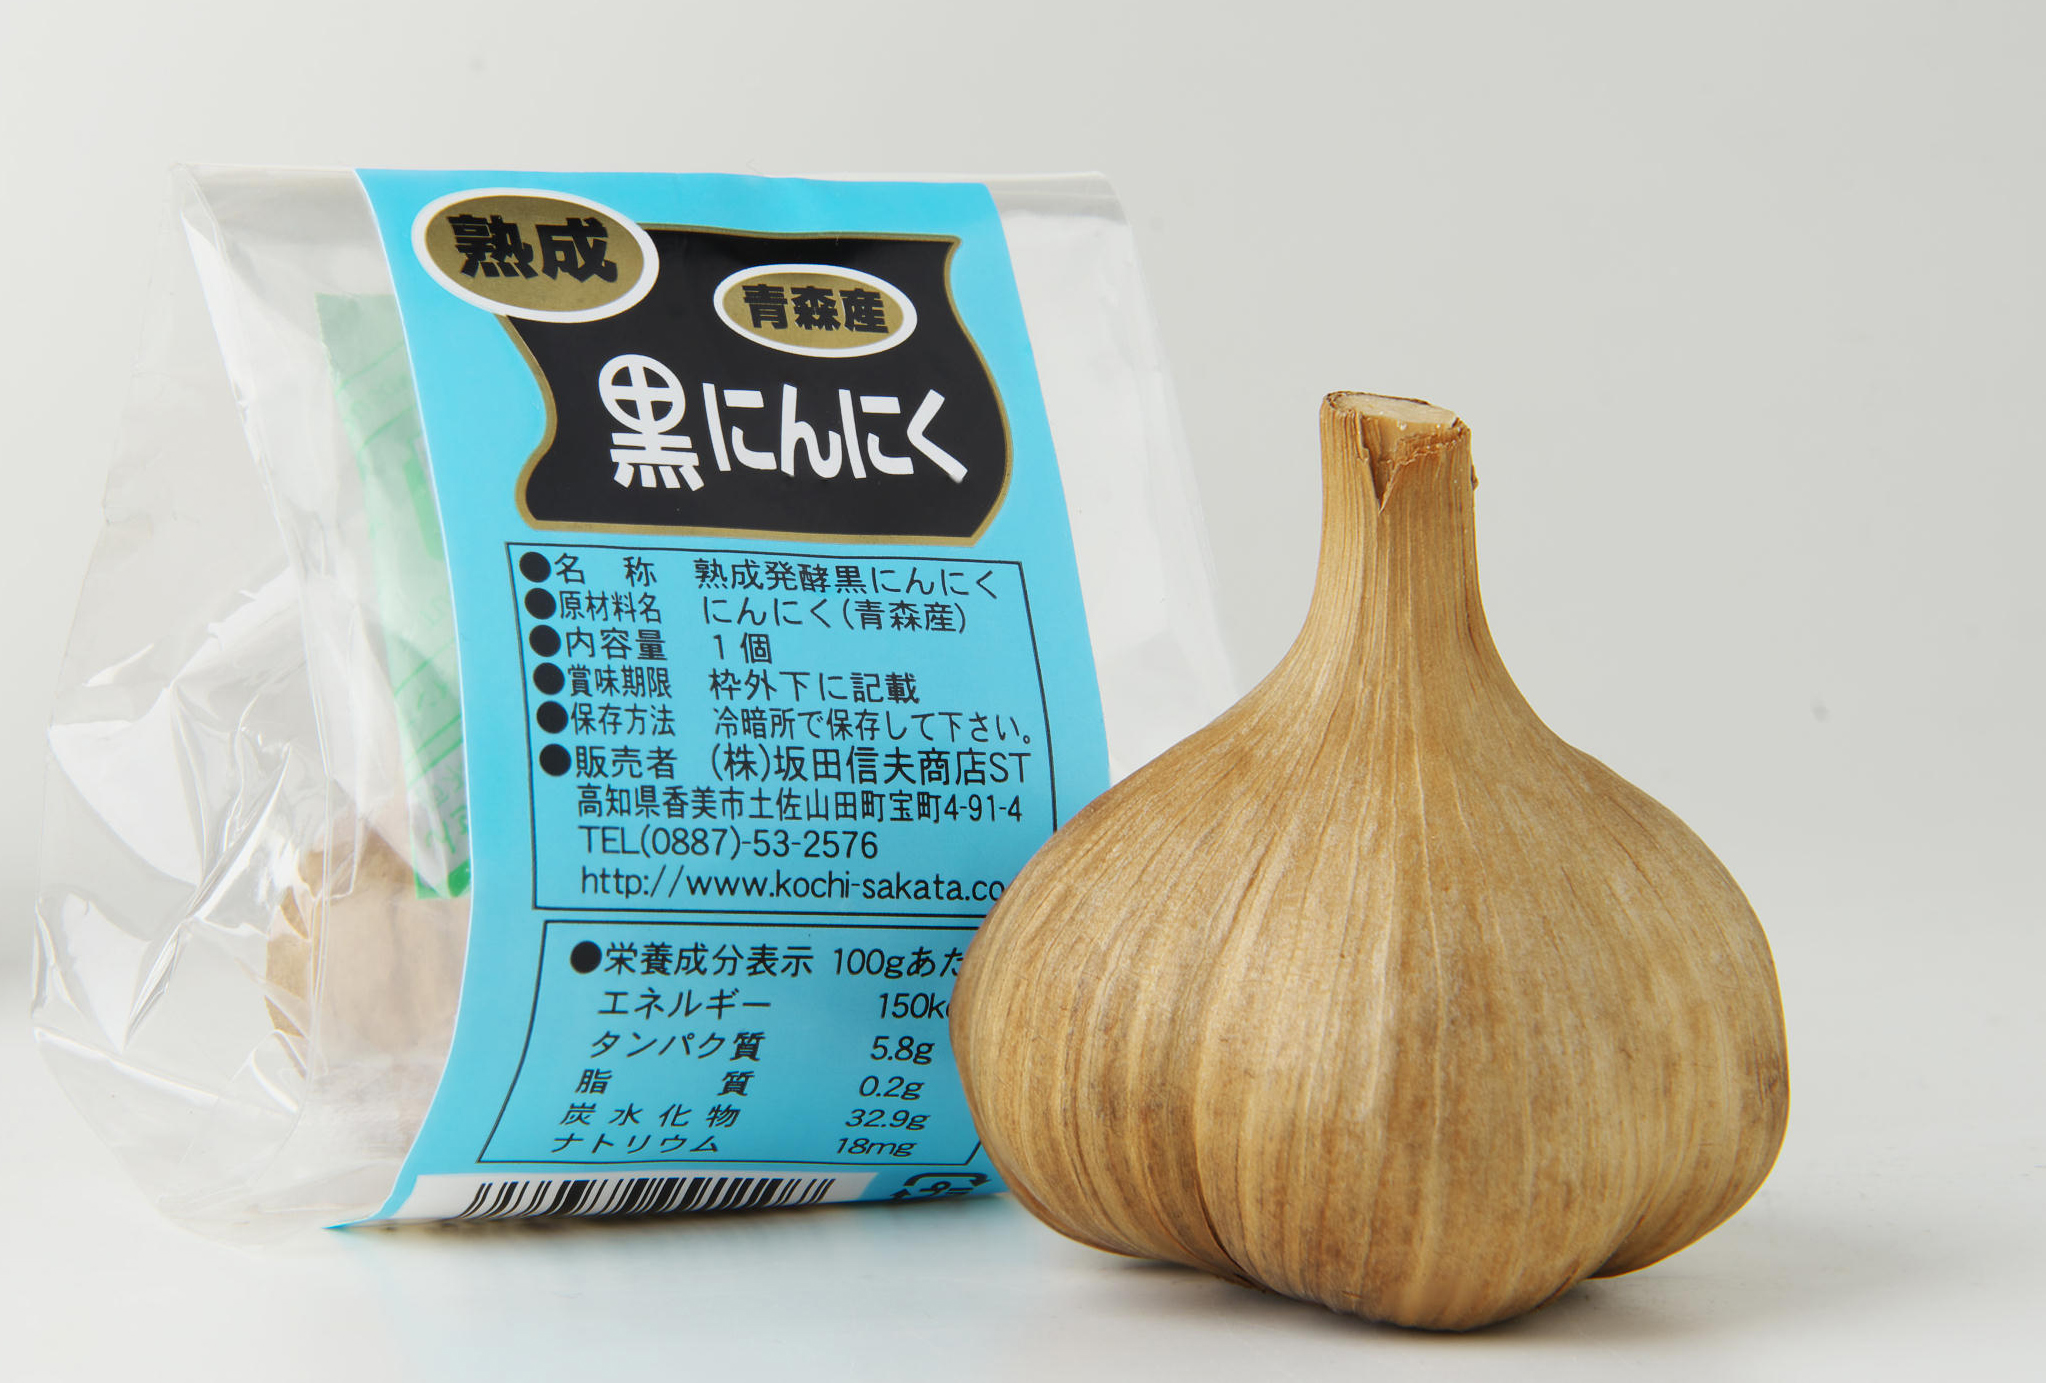 熟成
青森産
黒にんにく
●名 称 熟成発酵黒にんにく
●原材料名 にんにく(青森産)
●内容量 1個
●賞味期限 枠外下に記載
●保存方法 冷暗所で保存して下さい。
●販売者 (株)坂田信夫商店ST
高知県香美市土佐山田町宝町4-91-4
TEL(0887)-53-2576
http://www.kochi-sakata.co
●栄養成分表示 100gあた
エネルギー 150k
タンパク質 5.8g
脂 質 0.2g
炭水化物 32.9g
ナトリウム 18mg